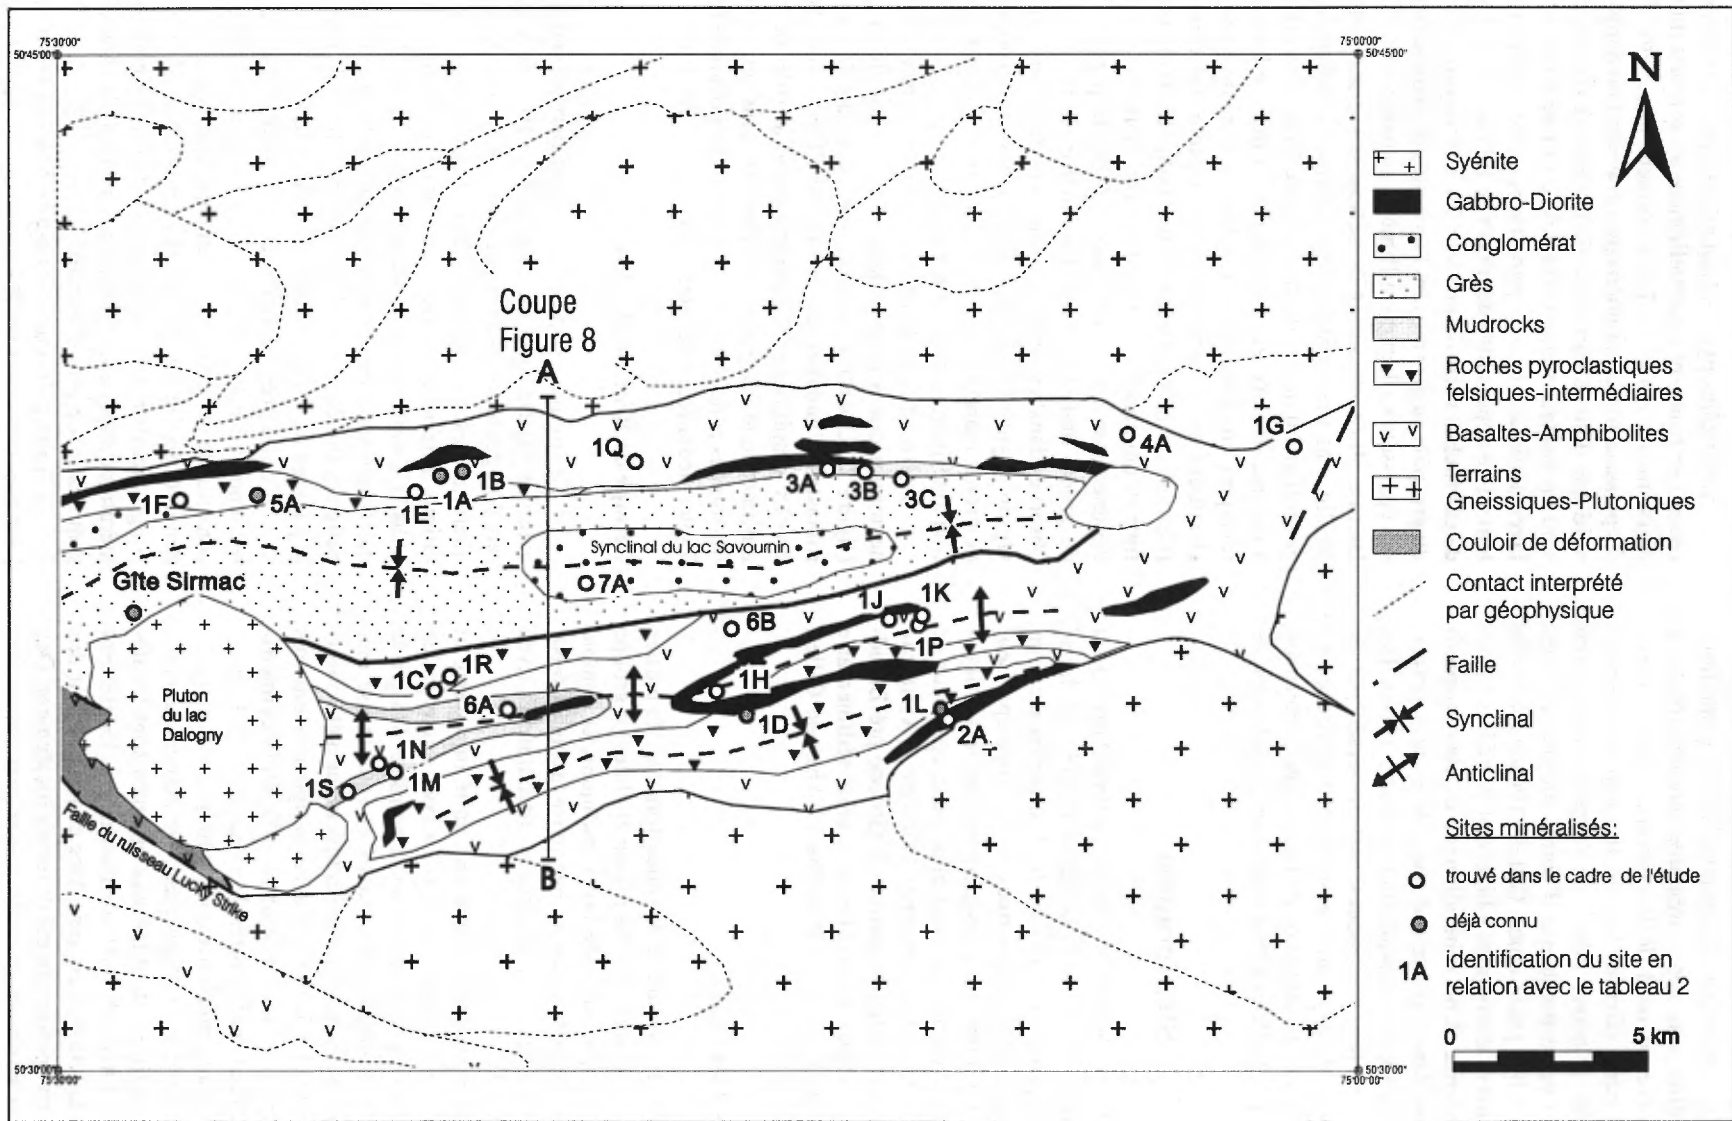 75°30'00"
50°45'00"
75°00'00"
50°45'00"
N
Coupe
Figure 8
A
1Q
1G
4A
1F
5A
1E
1A
1B
3A
3B
3C
Synclinal du lac Savournin
7A
Gîte Sirmac
6B
1J
1K
1P
1R
1C
6A
1H
1D
1L
2A
Pluton
du lac
Dalogny
1N
1M
1S
Faille du ruisseau Lucky Strike
B
50°30'00"
75°30'00"
50°30'00"
75°00'00"
Syénite
Gabbro-Diorite
Conglomérat
Grès
Mudrocks
Roches pyroclastiques
felsiques-intermédiaires
Basaltes-Amphibolites
Terrains
Gneissiques-Plutoniques
Couloir de déformation
Contact interprété
par géophysique
Faille
Synclinal
Anticlinal
Sites minéralisés:
trouvé dans le cadre de l'étude
déjà connu
1A identification du site en
relation avec le tableau 2
0 5 km